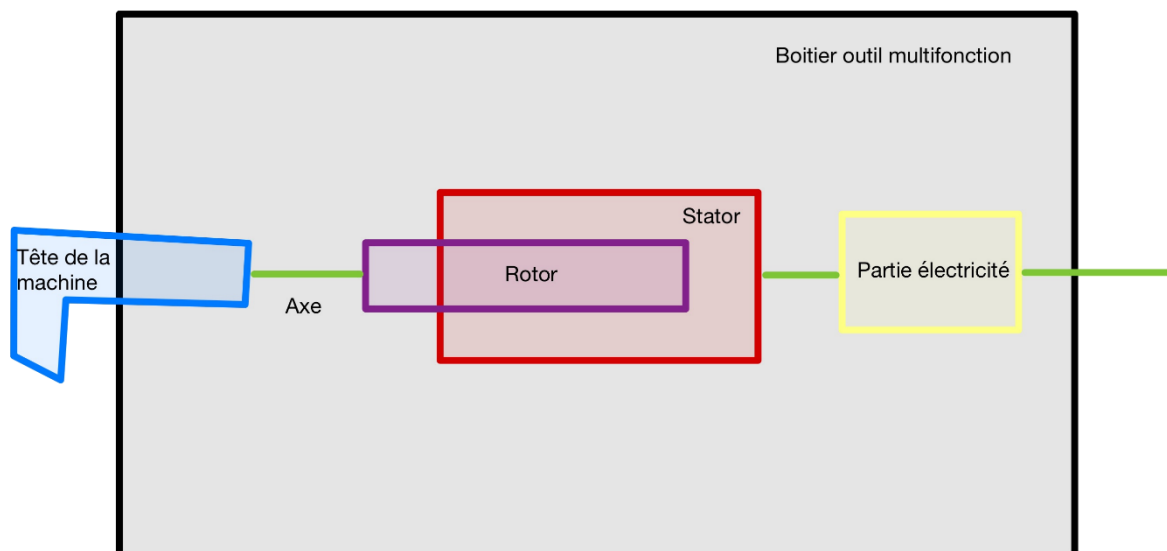 Boitier outil multifonction
Stator
Tête de la
machine
Rotor
Partie électricité
Axe